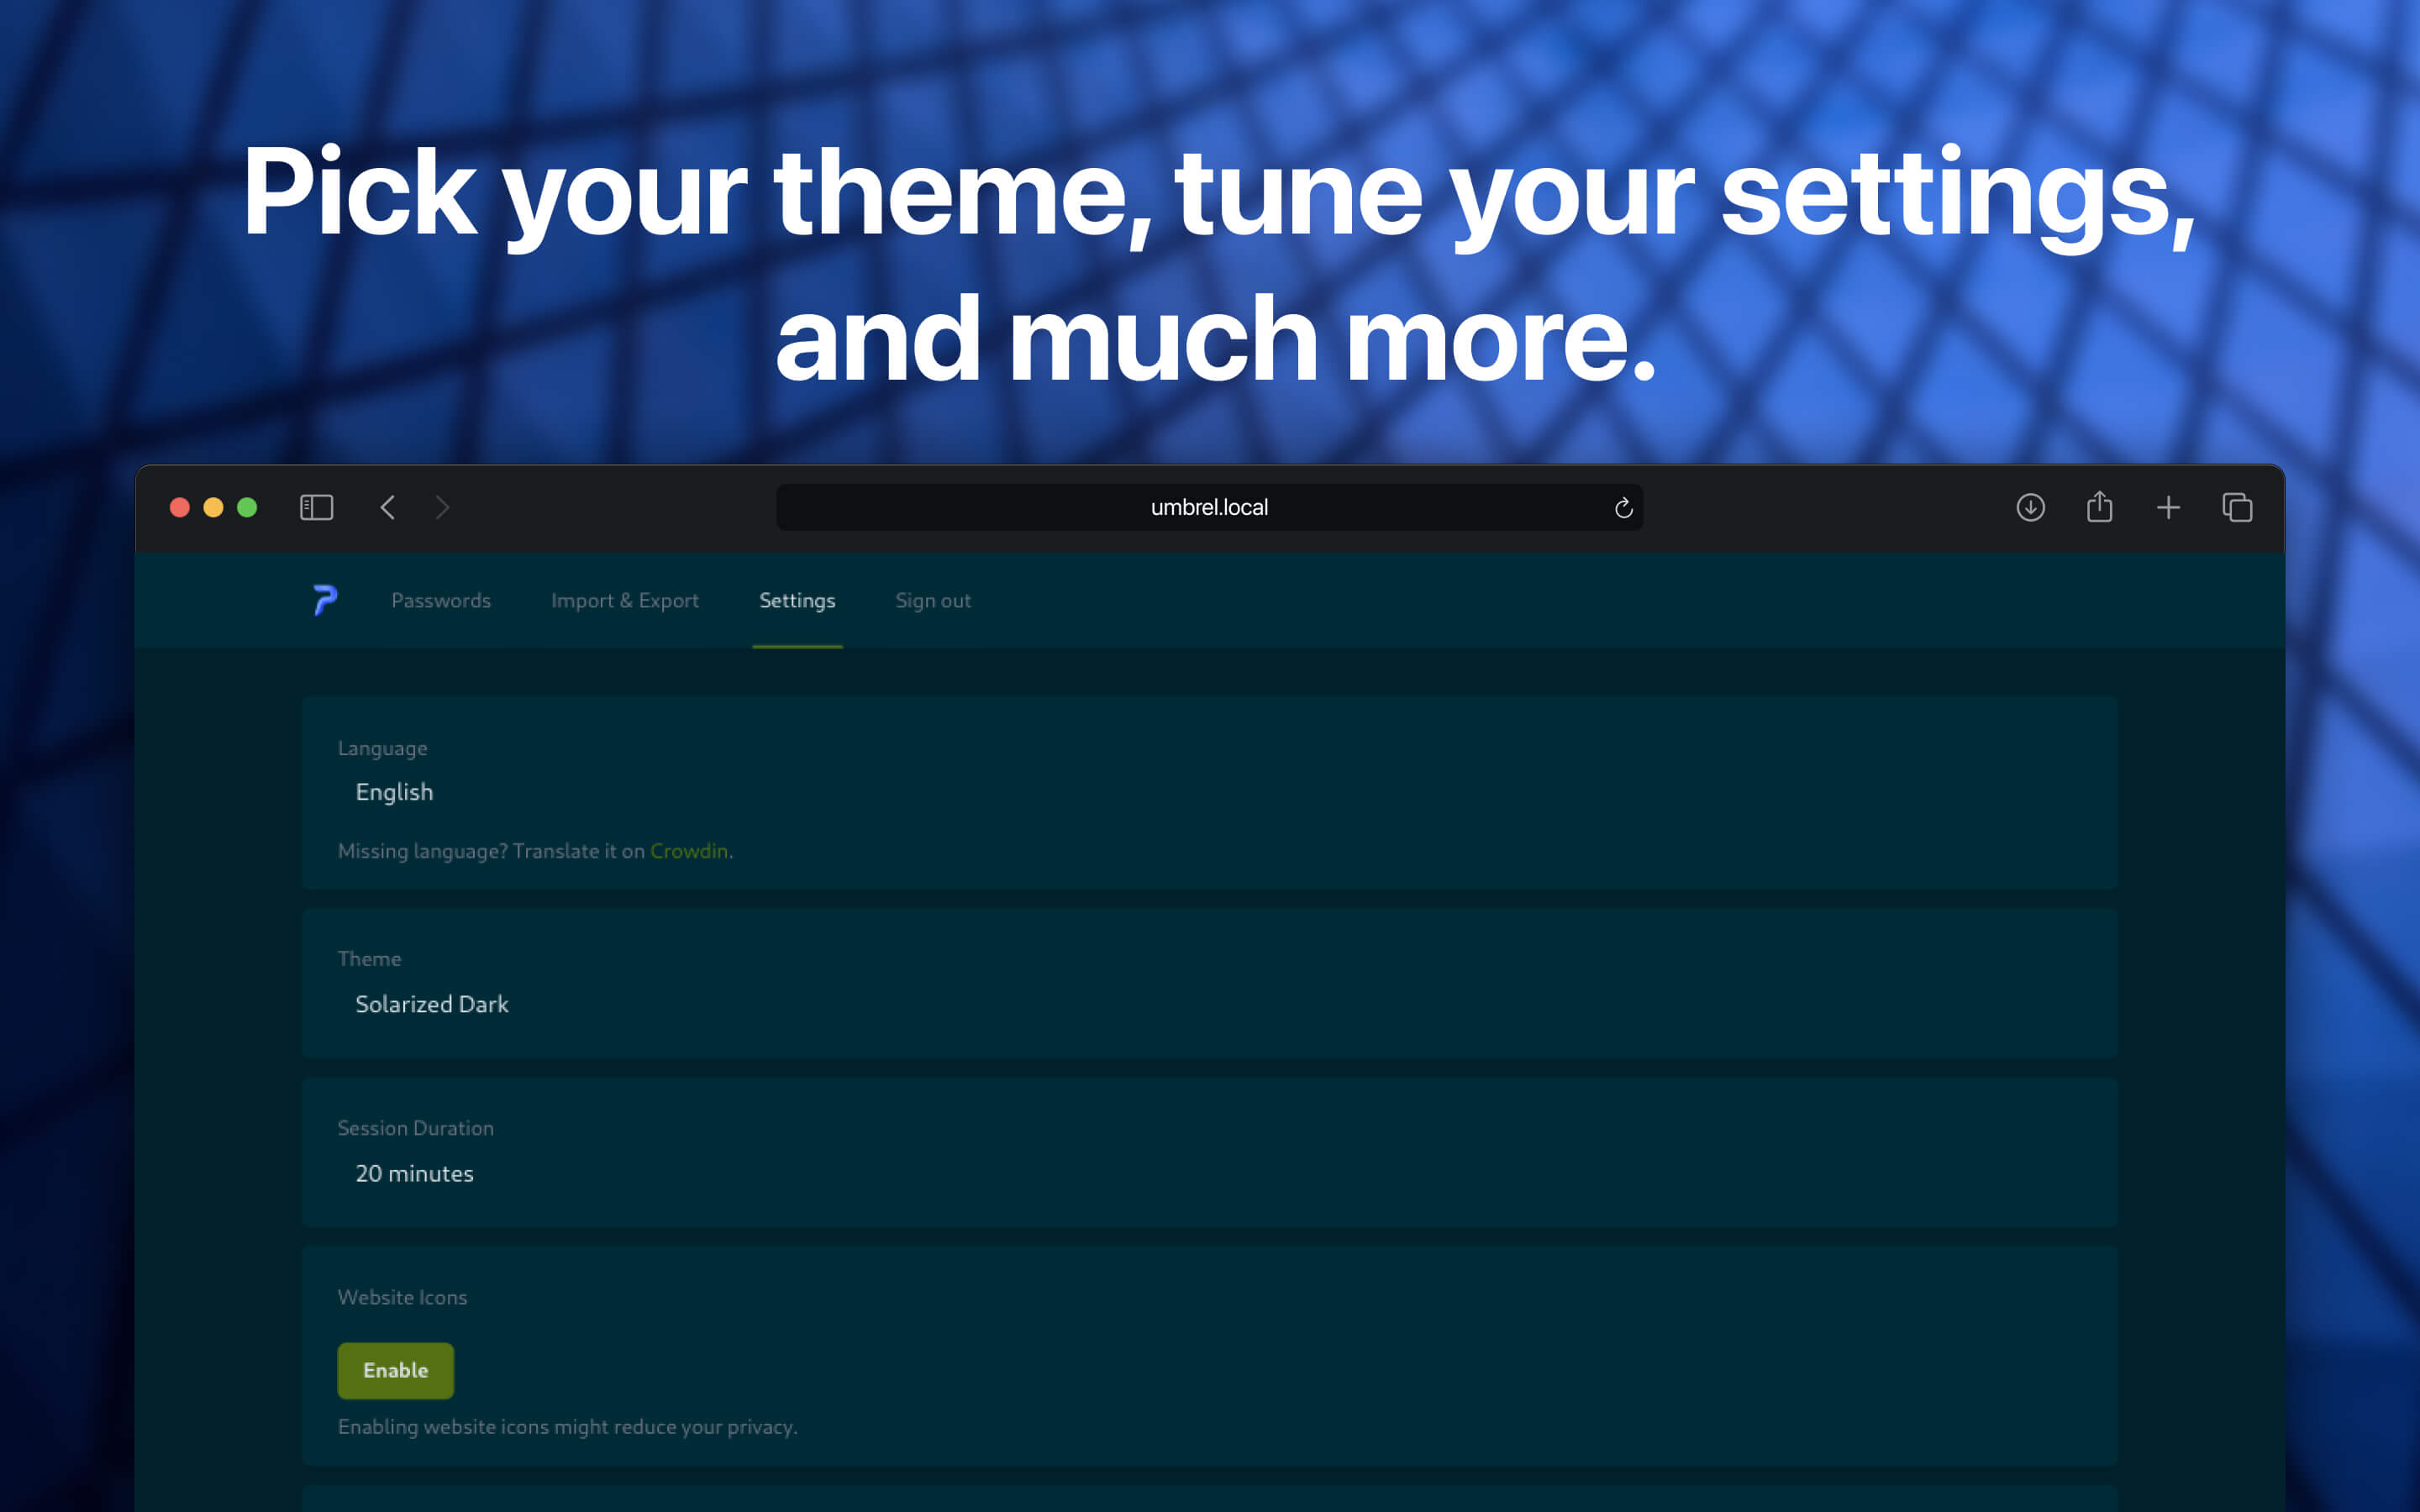 Pick your theme, tune your settings,
and much more.
umbrel.local
Passwords Import & Export Settings Sign out
Language
English
Missing language? Translate it on Crowdin.
Theme
Solarized Dark
Session Duration
20 minutes
Website Icons
Enable
Enabling website icons might reduce your privacy.